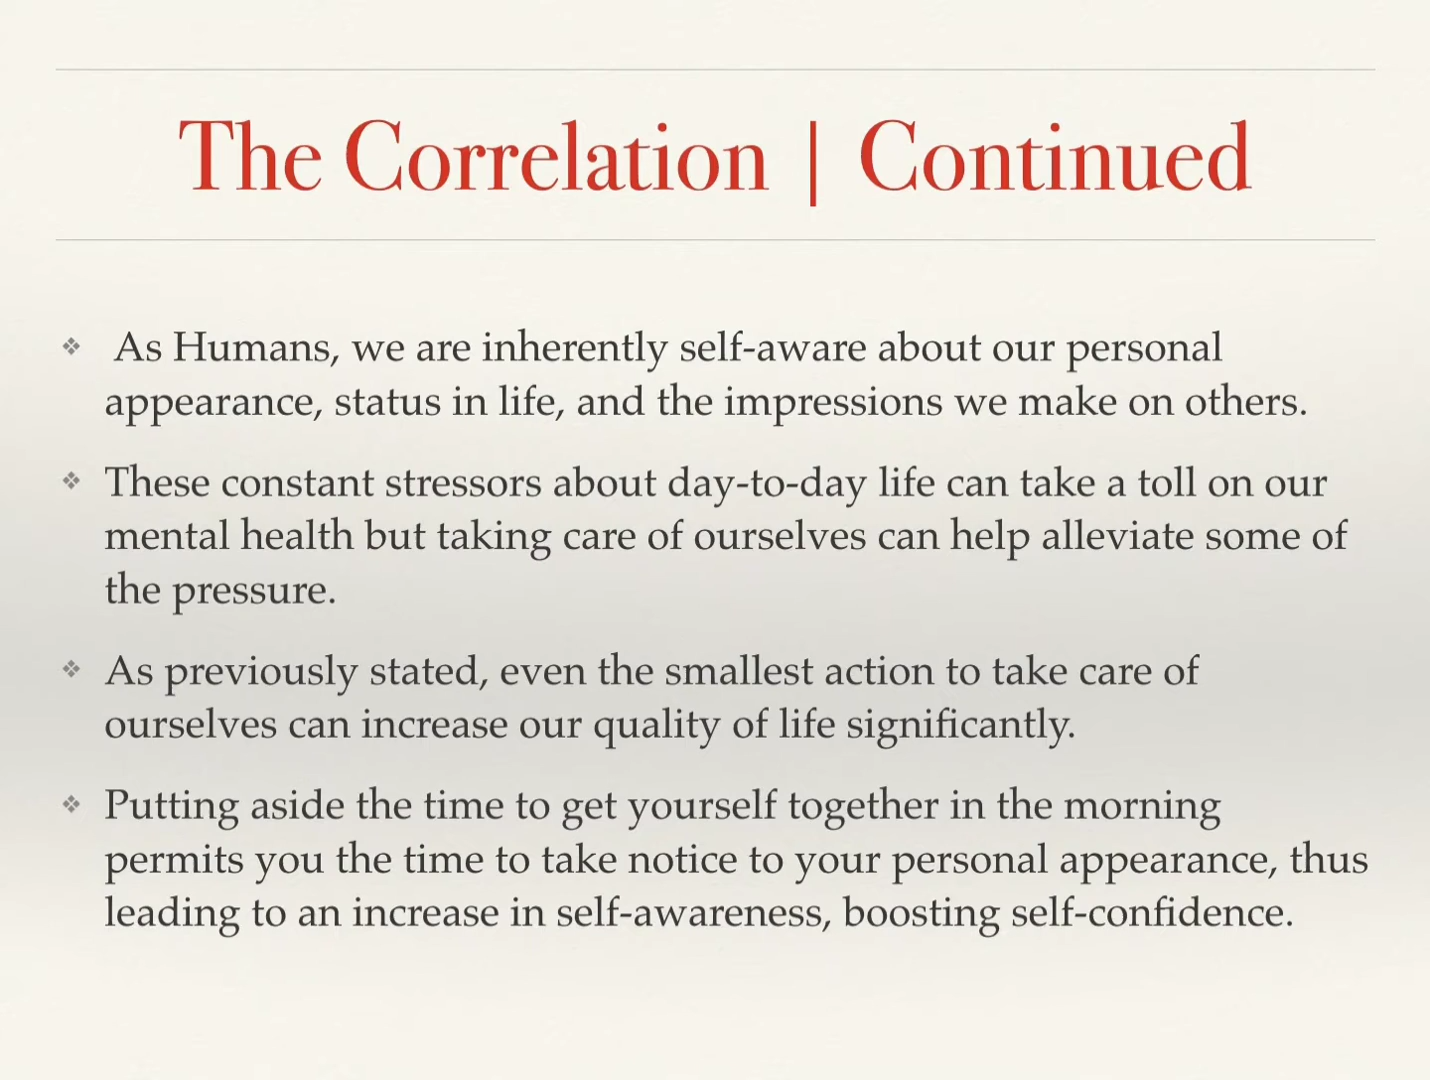 The Correlation | Continued
❖ As Humans, we are inherently self-aware about our personal
appearance, status in life, and the impressions we make on others.
❖ These constant stressors about day-to-day life can take a toll on our
mental health but taking care of ourselves can help alleviate some of
the pressure.
❖ As previously stated, even the smallest action to take care of
ourselves can increase our quality of life significantly.
❖ Putting aside the time to get yourself together in the morning
permits you the time to take notice to your personal appearance, thus
leading to an increase in self-awareness, boosting self-confidence.